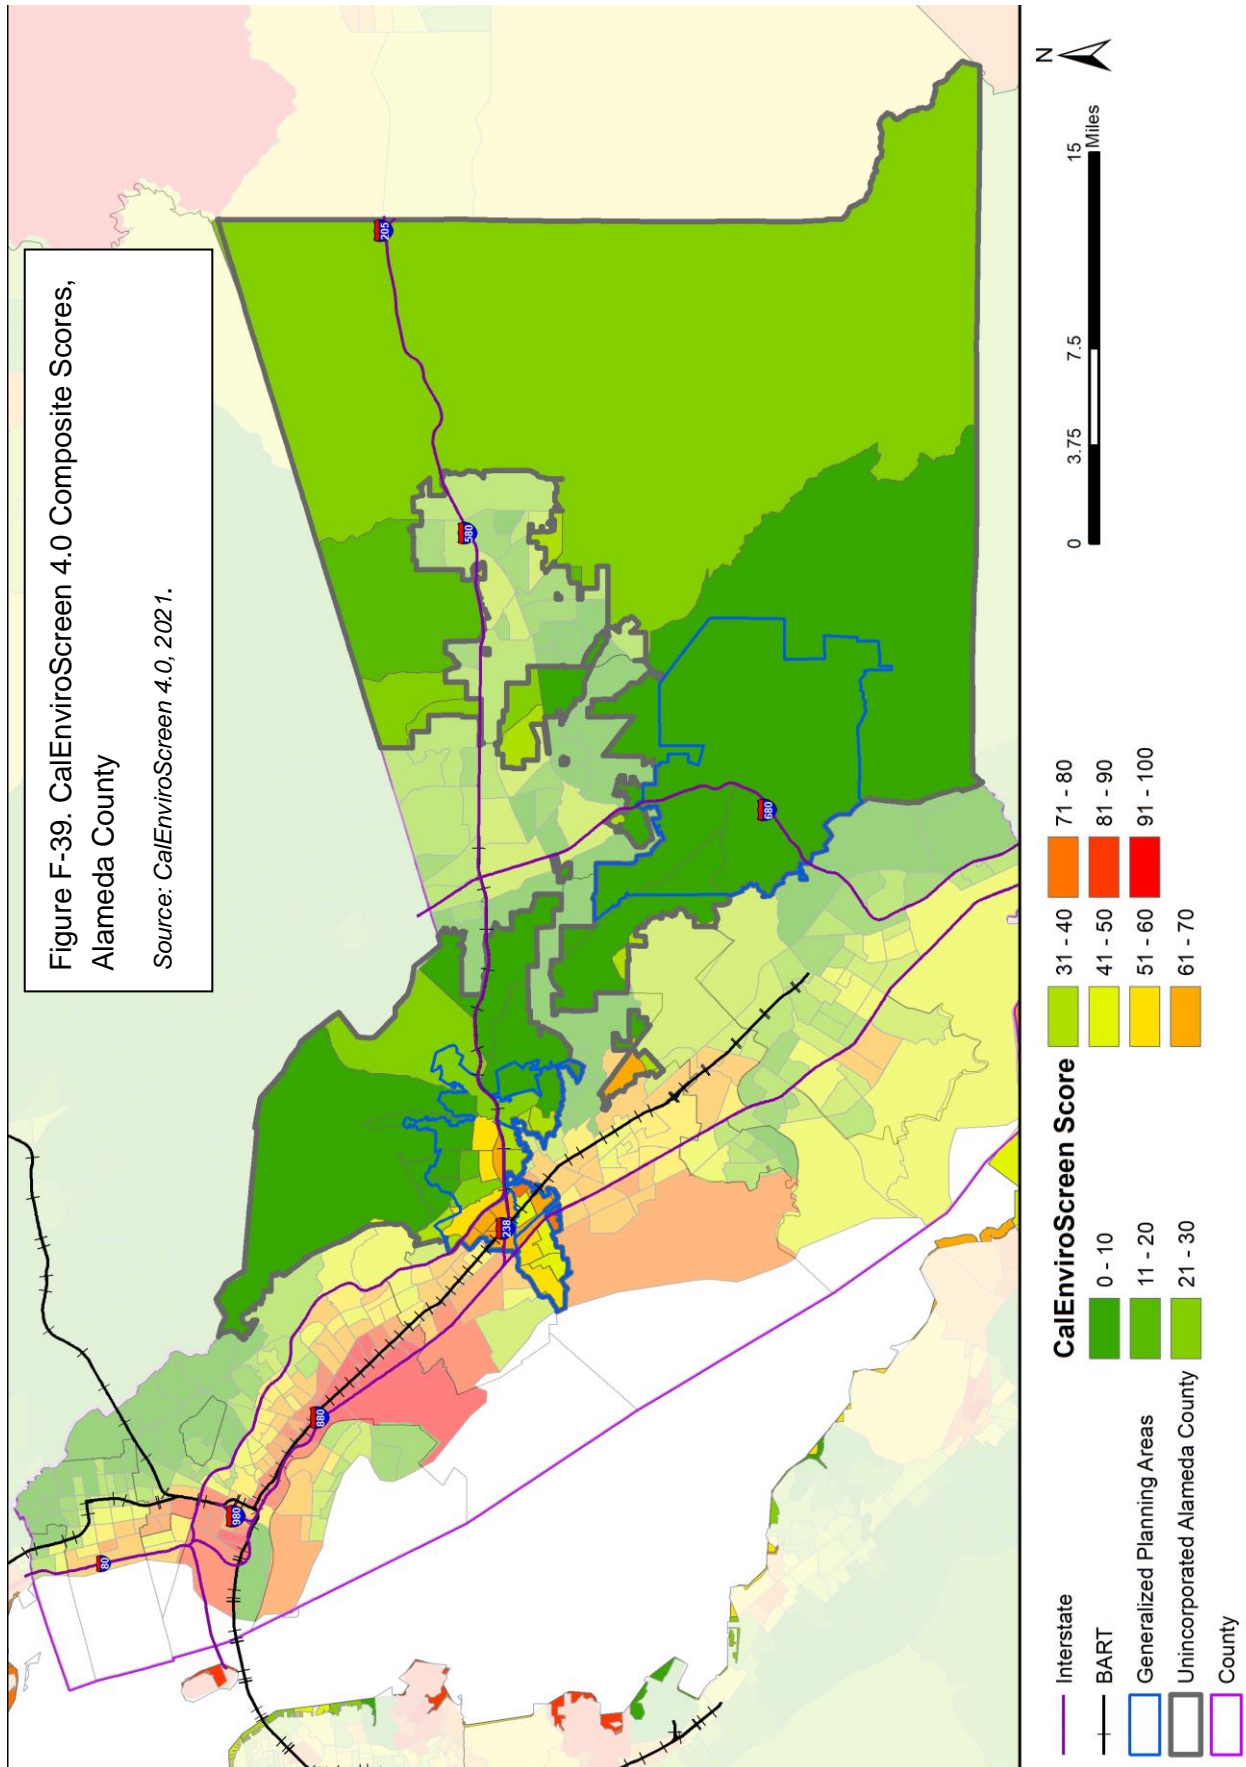 Figure F-39. CalEnviroScreen 4.0 Composite Scores,
Alameda County
Source: CalEnviroScreen 4.0, 2021.
80
980
880
238
580
205
680
N
Interstate
BART
Generalized Planning Areas
Unincorporated Alameda County
County
CalEnviroScreen Score
0 - 10
11 - 20
21 - 30
31 - 40
41 - 50
51 - 60
61 - 70
71 - 80
81 - 90
91 - 100
0 3.75 7.5 15
Miles